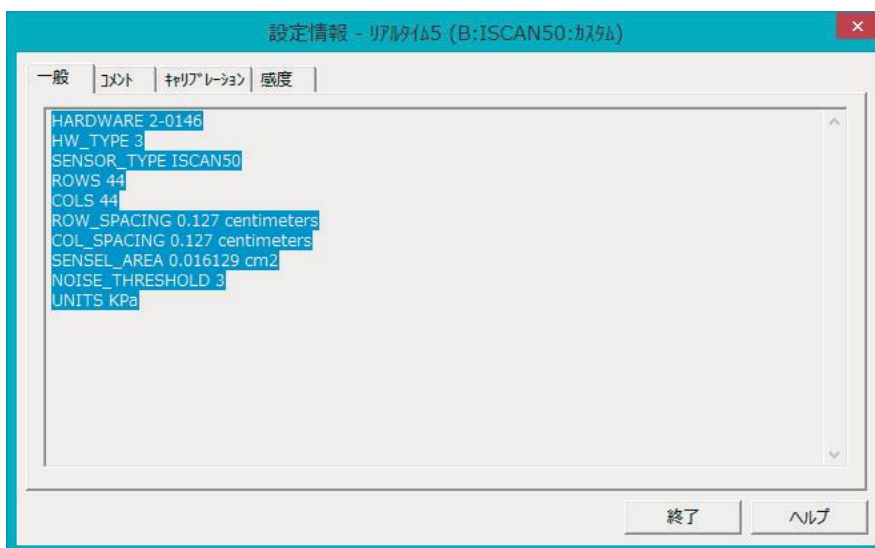 設定情報 - ﾘｱﾙﾀｲﾑ5 (B:ISCAN50:ｶｽﾀﾑ)
一般 ｺﾒﾝﾄ ｷｬﾘﾌﾞﾚｰｼｮﾝ 感度
HARDWARE 2-0146
HW_TYPE 3
SENSOR_TYPE ISCAN50
ROWS 44
COLS 44
ROW_SPACING 0.127 centimeters
COL_SPACING 0.127 centimeters
SENSEL_AREA 0.016129 cm2
NOISE_THRESHOLD 3
UNITS KPa
終了 ヘルプ